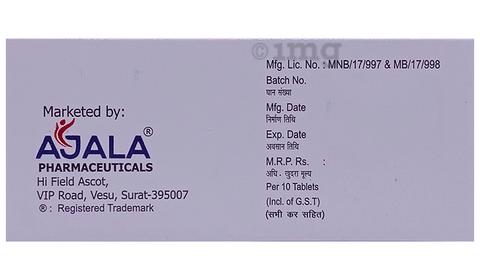 ©1mg
Marketed by:
AJALA®
PHARMACEUTICALS
Hi Field Ascot,
VIP Road, Vesu, Surat-395007
® : Registered Trademark
Mfg. Lic. No. : MNB/17/997 & MB/17/998
Batch No.
घान संख्या
Mfg. Date
निर्माण तिथि
Exp. Date
अवसान तिथि
M.R.P. Rs. :
अधि. खुदरा मूल्य
Per 10 Tablets
(Incl. of G.S.T)
(सभी कर सहित)